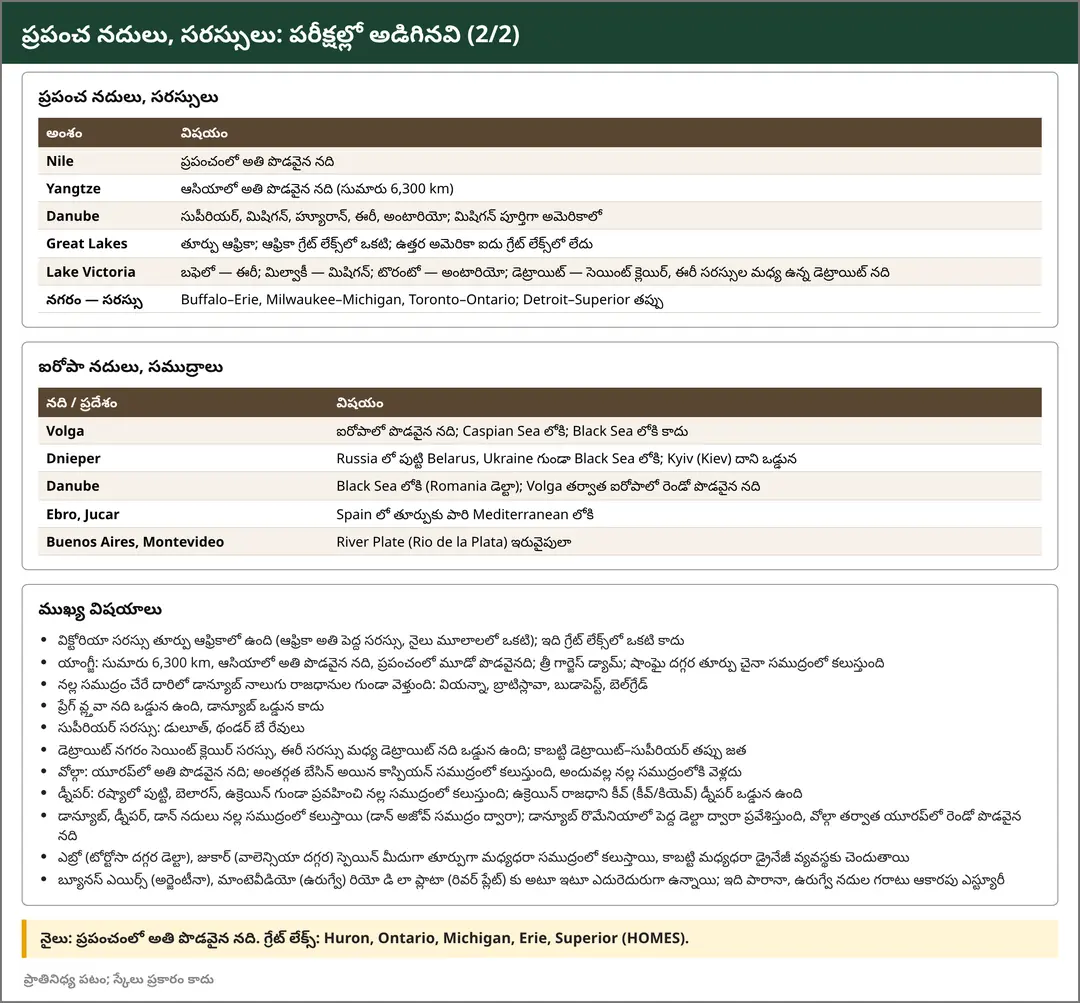 ప్రపంచ నదులు, సరస్సులు: పరీక్షల్లో అడిగినవి (2/2)
ప్రపంచ నదులు, సరస్సులు
అంశం విషయం
Nile ప్రపంచంలో అతి పొడవైన నది
Yangtze ఆసియాలో అతి పొడవైన నది (సుమారు 6,300 km)
Danube సుపీరియర్, మిషిగన్, హ్యూరాన్, ఈరీ, అంటారియో; మిషిగన్ పూర్తిగా అమెరికాలో
Great Lakes తూర్పు ఆఫ్రికా; ఆఫ్రికా గ్రేట్ లేక్స్‌లో ఒకటి; ఉత్తర అమెరికా ఐదు గ్రేట్ లేక్స్‌లో లేదు
Lake Victoria బఫెలో — ఈరీ; మిల్వాకీ — మిషిగన్; టొరంటో — అంటారియో; డెట్రాయిట్ — సెయింట్ క్లెయిర్, ఈరీ సరస్సుల మధ్య ఉన్న డెట్రాయిట్ నది
నగరం — సరస్సు Buffalo–Erie, Milwaukee–Michigan, Toronto–Ontario; Detroit–Superior తప్పు
ఐరోపా నదులు, సముద్రాలు
నది / ప్రదేశం విషయం
Volga ఐరోపాలో పొడవైన నది; Caspian Sea లోకి; Black Sea లోకి కాదు
Dnieper Russia లో పుట్టి Belarus, Ukraine గుండా Black Sea లోకి; Kyiv (Kiev) దాని ఒడ్డున
Danube Black Sea లోకి (Romania డెల్టా); Volga తర్వాత ఐరోపాలో రెండో పొడవైన నది
Ebro, Jucar Spain లో తూర్పుకు పారి Mediterranean లోకి
Buenos Aires, Montevideo River Plate (Rio de la Plata) ఇరువైపులా
ముఖ్య విషయాలు
• విక్టోరియా సరస్సు తూర్పు ఆఫ్రికాలో ఉంది (ఆఫ్రికా అతి పెద్ద సరస్సు, నైలు మూలాలలో ఒకటి); ఇది గ్రేట్ లేక్స్‌లో ఒకటి కాదు
• యాంగ్జీ: సుమారు 6,300 km, ఆసియాలో అతి పొడవైన నది, ప్రపంచంలో మూడో పొడవైనది; త్రీ గార్జెస్ డ్యామ్; షాంఘై దగ్గర తూర్పు చైనా సముద్రంలో కలుస్తుంది
• నల్ల సముద్రం చేరే దారిలో డాన్యూబ్ నాలుగు రాజధానుల గుండా వెళ్తుంది: వియన్నా, బ్రాటిస్లావా, బుడాపెస్ట్, బెల్‌గ్రేడ్
• ప్రేగ్ వ్ల్తవా నది ఒడ్డున ఉంది, డాన్యూబ్ ఒడ్డున కాదు
• సుపీరియర్ సరస్సు: డులూత్, థండర్ బే రేవులు
• డెట్రాయిట్ నగరం సెయింట్ క్లెయిర్ సరస్సు, ఈరీ సరస్సు మధ్య డెట్రాయిట్ నది ఒడ్డున ఉంది; కాబట్టి డెట్రాయిట్–సుపీరియర్ తప్పు జత
• వోల్గా: యూరప్‌లో అతి పొడవైన నది; అంతర్గత బేసిన్ అయిన కాస్పియన్ సముద్రంలో కలుస్తుంది, అందువల్ల నల్ల సముద్రంలోకి వెళ్లదు
• డ్నీపర్: రష్యాలో పుట్టి, బెలారస్, ఉక్రెయిన్ గుండా ప్రవహించి నల్ల సముద్రంలో కలుస్తుంది; ఉక్రెయిన్ రాజధాని కీవ్ (కీవ్/కియెవ్) డ్నీపర్ ఒడ్డున ఉంది
• డాన్యూబ్, డ్నీపర్, డాన్ నదులు నల్ల సముద్రంలో కలుస్తాయి (డాన్ అజోవ్ సముద్రం ద్వారా); డాన్యూబ్ రొమేనియాలో పెద్ద డెల్టా ద్వారా ప్రవేశిస్తుంది, వోల్గా తర్వాత యూరప్‌లో రెండో పొడవైన
నది
• ఎబ్రో (టోర్టోసా దగ్గర డెల్టా), జుకార్ (వాలెన్సియా దగ్గర) స్పెయిన్ మీదుగా తూర్పుగా మధ్యధరా సముద్రంలో కలుస్తాయి, కాబట్టి మధ్యధరా డ్రైనేజీ వ్యవస్థకు చెందుతాయి
• బ్యూనస్ ఎయిర్స్ (అర్జెంటీనా), మాంటెవీడియో (ఉరుగ్వే) రియో డి లా ప్లాటా (రివర్ ప్లేట్) కు అటూ ఇటూ ఎదురెదురుగా ఉన్నాయి; ఇది పారానా, ఉరుగ్వే నదుల గరాటు ఆకారపు ఎస్ట్యూరీ
నైలు: ప్రపంచంలో అతి పొడవైన నది. గ్రేట్ లేక్స్: Huron, Ontario, Michigan, Erie, Superior (HOMES).
ప్రాతినిధ్య పటం; స్కేలు ప్రకారం కాదు